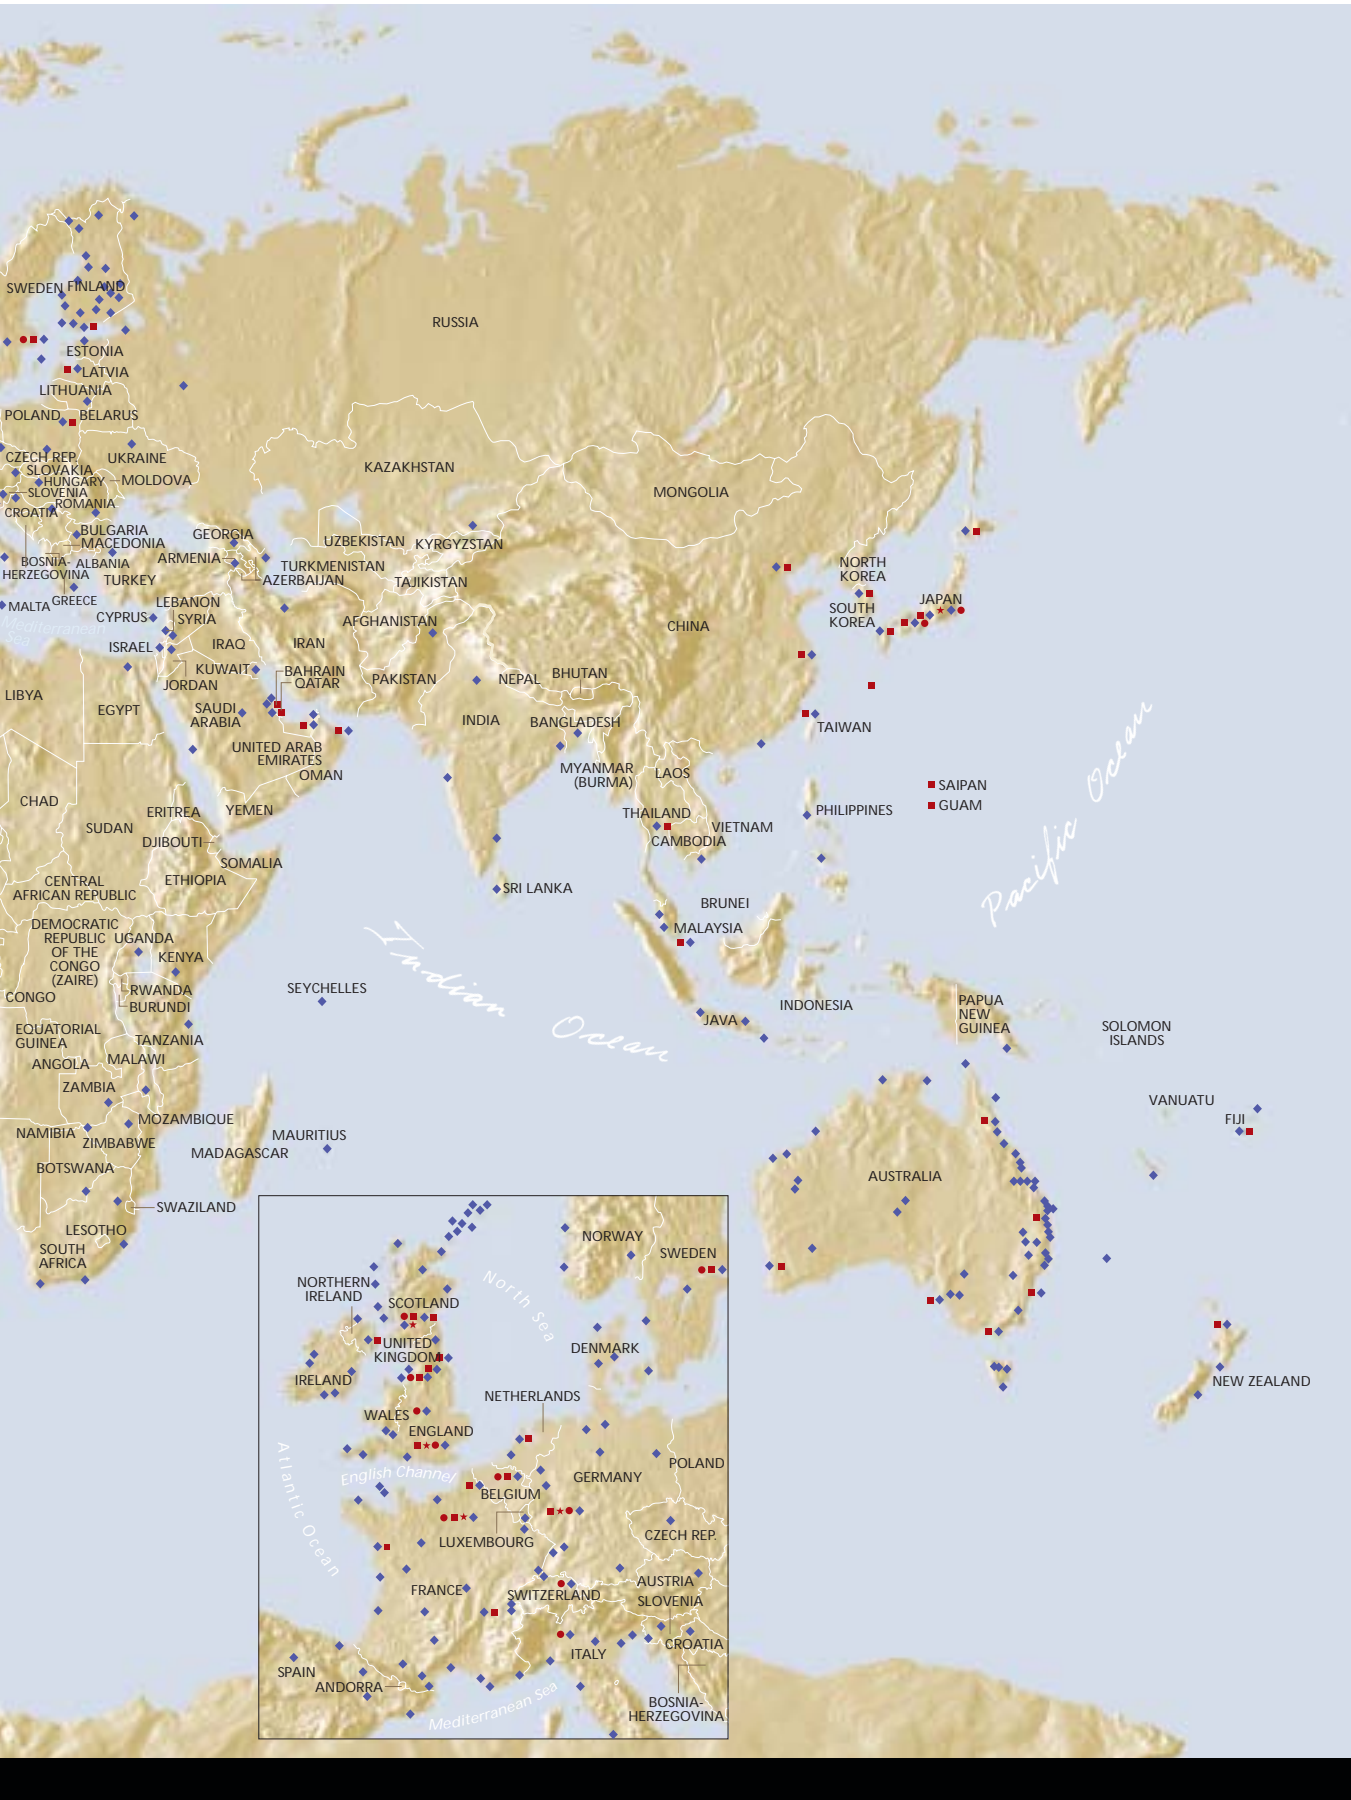 SWEDEN
FINLAND
RUSSIA
ESTONIA
LATVIA
LITHUANIA
POLAND
BELARUS
CZECH REP.
UKRAINE
SLOVAKIA
HUNGARY
MOLDOVA
SLOVENIA
ROMANIA
CROATIA
KAZAKHSTAN
MONGOLIA
BULGARIA
MACEDONIA
GEORGIA
UZBEKISTAN
KYRGYZSTAN
BOSNIA-
HERZEGOVINA
ALBANIA
ARMENIA
TURKMENISTAN
AZERBAIJAN
TURKEY
TAJIKISTAN
NORTH
KOREA
MALTA
GREECE
LEBANON
CYPRUS
SYRIA
AFGHANISTAN
SOUTH
KOREA
JAPAN
CHINA
Mediterranean
Sea
ISRAEL
IRAQ
IRAN
KUWAIT
BAHRAIN
QATAR
JORDAN
PAKISTAN
NEPAL
BHUTAN
LIBYA
EGYPT
SAUDI
ARABIA
INDIA
BANGLADESH
TAIWAN
UNITED ARAB
EMIRATES
OMAN
MYANMAR
(BURMA)
LAOS
SAIPAN
GUAM
CHAD
ERITREA
YEMEN
THAILAND
VIETNAM
PHILIPPINES
SUDAN
DJIBOUTI
CAMBODIA
SOMALIA
CENTRAL
AFRICAN REPUBLIC
ETHIOPIA
SRI LANKA
BRUNEI
MALAYSIA
Pacific Ocean
DEMOCRATIC
REPUBLIC
OF THE
CONGO
(ZAIRE)
UGANDA
KENYA
Indian Ocean
CONGO
RWANDA
BURUNDI
SEYCHELLES
INDONESIA
JAVA
PAPUA
NEW
GUINEA
SOLOMON
ISLANDS
EQUATORIAL
GUINEA
TANZANIA
ANGOLA
MALAWI
ZAMBIA
VANUATU
FIJI
MOZAMBIQUE
NAMIBIA
ZIMBABWE
MAURITIUS
MADAGASCAR
BOTSWANA
AUSTRALIA
SWAZILAND
LESOTHO
SOUTH
AFRICA
NEW ZEALAND
NORWAY
SWEDEN
North Sea
NORTHERN
IRELAND
SCOTLAND
UNITED
KINGDOM
DENMARK
IRELAND
NETHERLANDS
WALES
ENGLAND
Atlantic Ocean
English Channel
POLAND
GERMANY
BELGIUM
LUXEMBOURG
CZECH REP.
FRANCE
SWITZERLAND
AUSTRIA
SLOVENIA
CROATIA
ITALY
SPAIN
ANDORRA
Mediterranean Sea
BOSNIA-
HERZEGOVINA